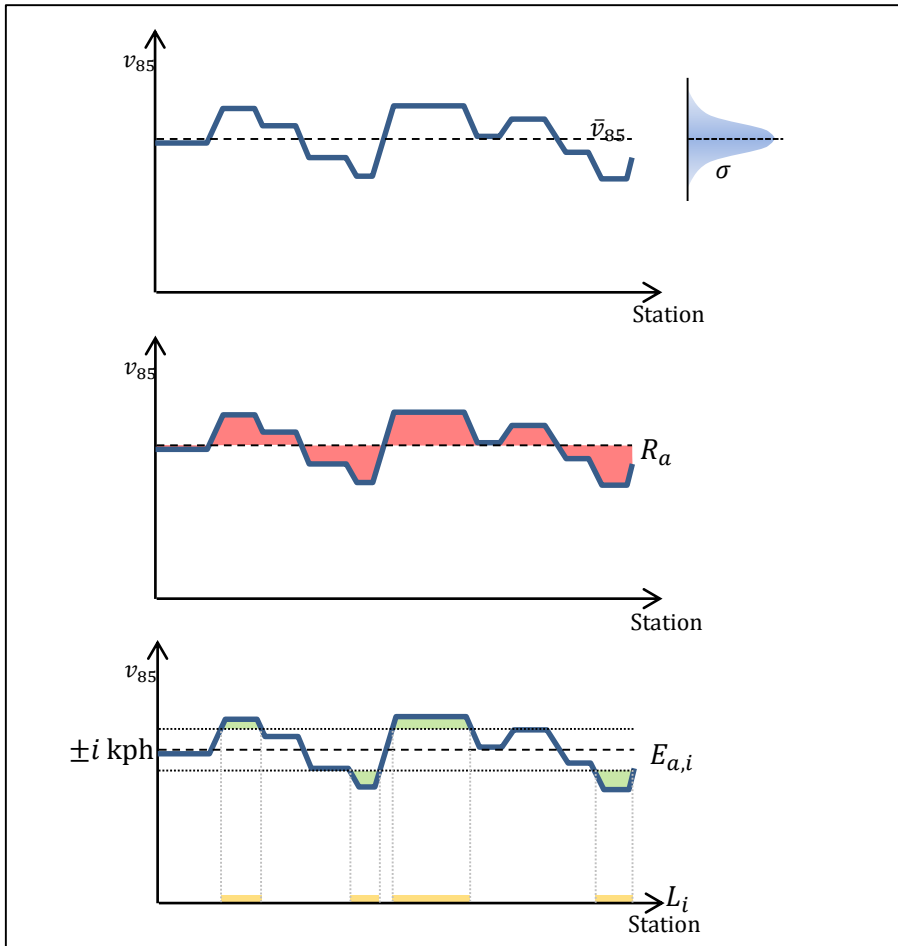 v₈₅
v̄₈₅
σ
Station
v₈₅
Rₐ
Station
v₈₅
±i kph
Eₐ,ᵢ
Lᵢ
Station